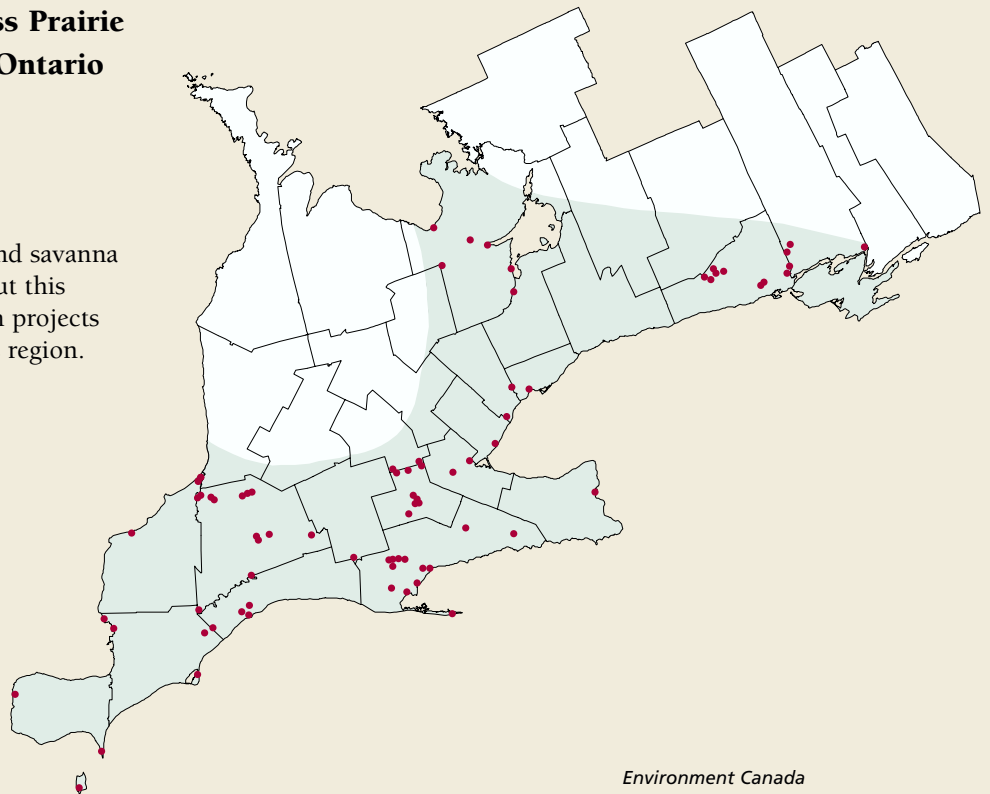 ss Prairie
Ontario
nd savanna
ut this
n projects
region.
Environment Canada